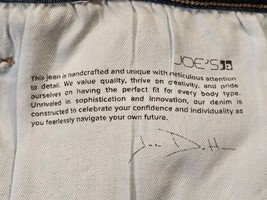 JOE'S
This jean is handcrafted and unique with meticulous attention
to detail. We value quality, thrive on creativity, and pride
ourselves on having the perfect fit for every body type.
Unrivaled in sophistication and innovation, our denim is
constructed to celebrate your confidence and individuality as
you fearlessly navigate your own future.
Joe